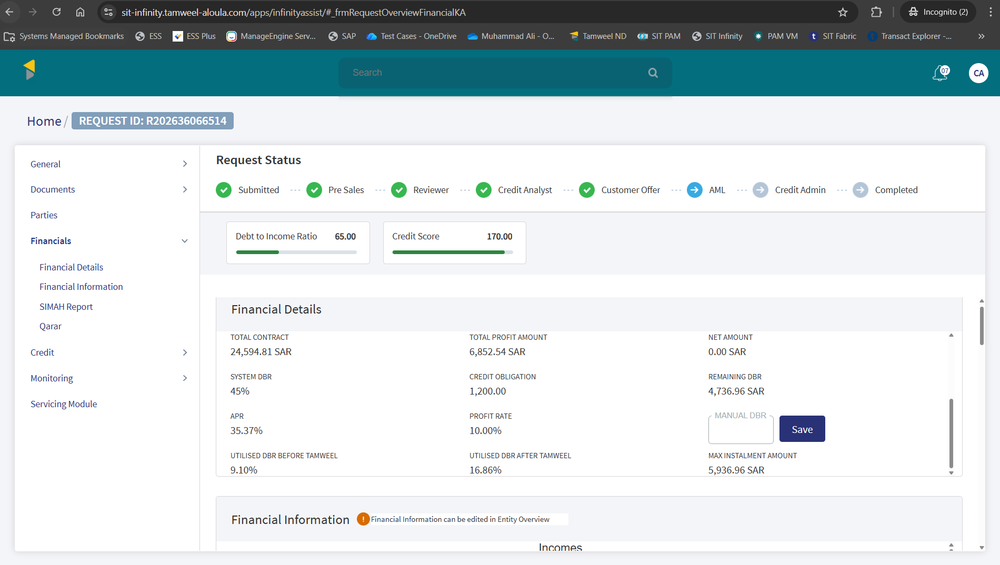 sit-infinity.tamweel-aloula.com/apps/infinityassist/#_frmRequestOverviewFinancialKA
Incognito (2)
Systems Managed Bookmarks
ESS
ESS Plus
ManageEngine Serv...
SAP
Test Cases - OneDrive
Muhammad Ali - O...
Tamweel ND
SIT PAM
SIT Infinity
PAM VM
SIT Fabric
Transact Explorer -...
Search
07
CA
Home / REQUEST ID: R202636066514
General
Documents
Parties
Financials
Financial Details
Financial Information
SIMAH Report
Qarar
Credit
Monitoring
Servicing Module
Request Status
Submitted --- Pre Sales --- Reviewer --- Credit Analyst --- Customer Offer --- AML --- Credit Admin --- Completed
Debt to Income Ratio 65.00
Credit Score 170.00
Financial Details
TOTAL CONTRACT
24,594.81 SAR
TOTAL PROFIT AMOUNT
6,852.54 SAR
NET AMOUNT
0.00 SAR
SYSTEM DBR
45%
CREDIT OBLIGATION
1,200.00
REMAINING DBR
4,736.96 SAR
APR
35.37%
PROFIT RATE
10.00%
MANUAL DBR
Save
UTILISED DBR BEFORE TAMWEEL
9.10%
UTILISED DBR AFTER TAMWEEL
16.86%
MAX INSTALMENT AMOUNT
5,936.96 SAR
Financial Information
! Financial Information can be edited in Entity Overview
Incomes